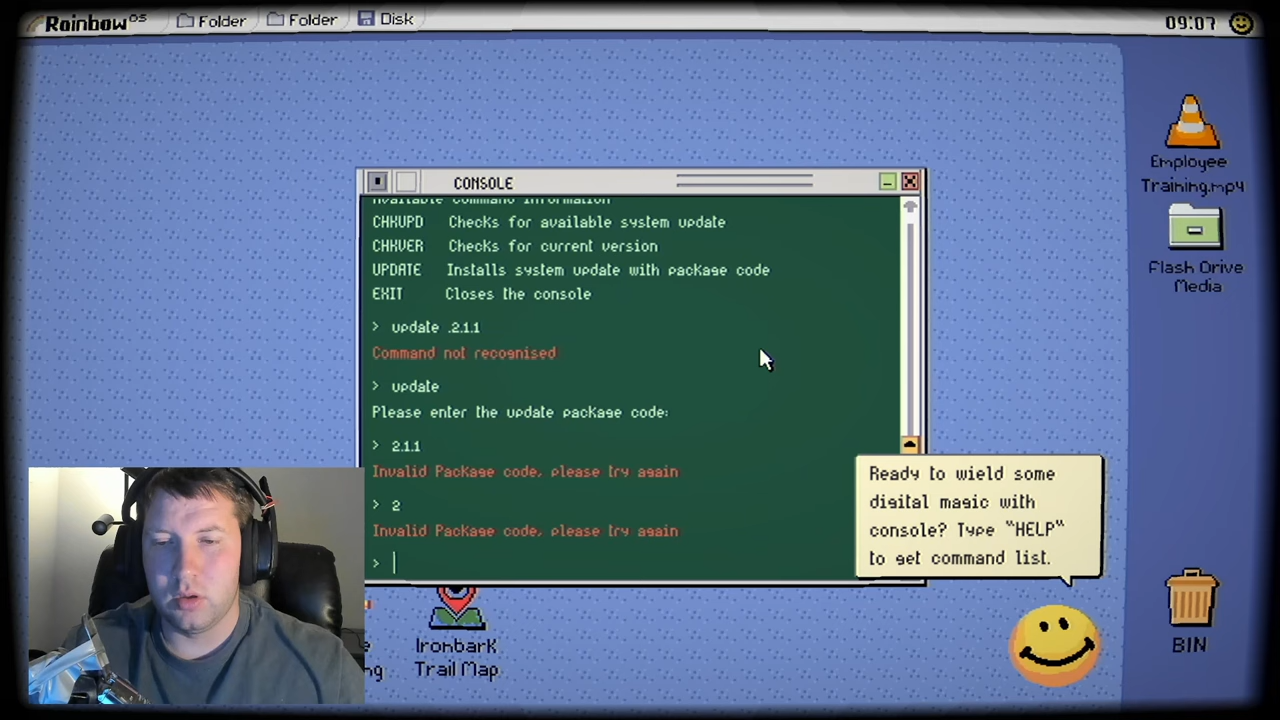 RainbowOS
Folder
Folder
Disk
09:07
Employee
Training.mp4
Flash Drive
Media
CONSOLE
Available Command Information
CHKUPD Checks for available system update
CHKVER Checks for current version
UPDATE Installs system update with package code
EXIT Closes the console
> update .2.1.1
Command not recognised
> update
Please enter the update package code:
> 2.1.1
Invalid Package code, please try again
> 2
Invalid Package code, please try again
>
Ready to wield some
digital magic with
console? Type "HELP"
to get command list.
Ironbark
Trail Map
BIN